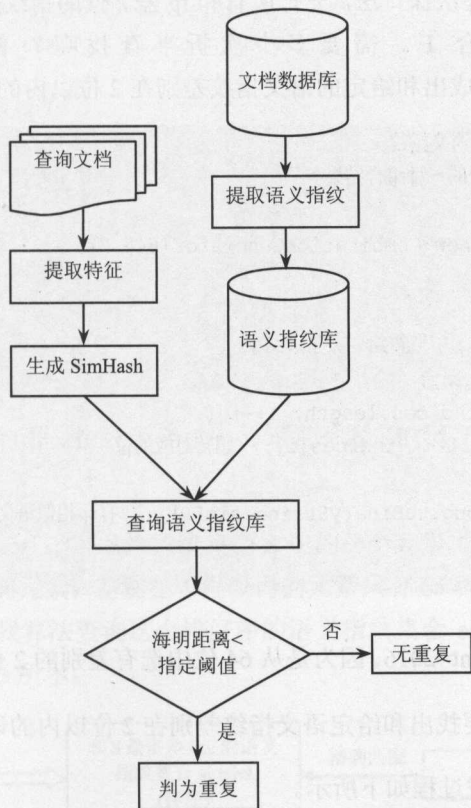 文档数据库
查询文档
提取语义指纹
提取特征
语义指纹库
生成 SimHash
查询语义指纹库
海明距离<
指定阈值
否
无重复
是
判为重复